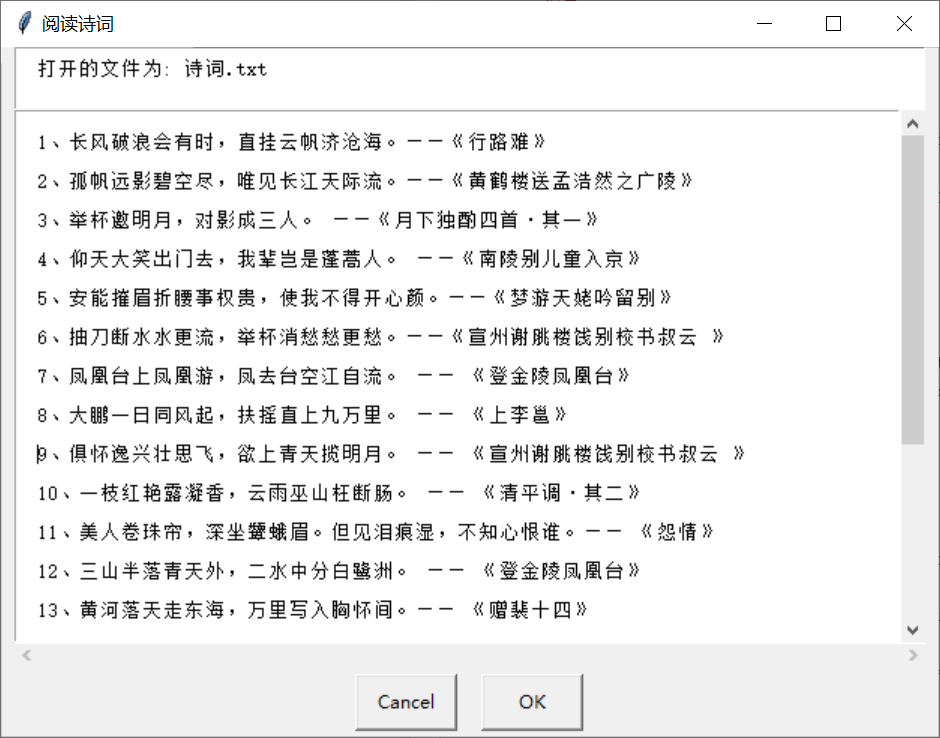 阅读诗词
打开的文件为: 诗词.txt
1、长风破浪会有时，直挂云帆济沧海。——《行路难》
2、孤帆远影碧空尽，唯见长江天际流。——《黄鹤楼送孟浩然之广陵》
3、举杯邀明月，对影成三人。 ——《月下独酌四首·其一》
4、仰天大笑出门去，我辈岂是蓬蒿人。 ——《南陵别儿童入京》
5、安能摧眉折腰事权贵，使我不得开心颜。——《梦游天姥吟留别》
6、抽刀断水水更流，举杯消愁愁更愁。——《宣州谢脁楼饯别校书叔云 》
7、凤凰台上凤凰游，凤去台空江自流。 —— 《登金陵凤凰台》
8、大鹏一日同风起，扶摇直上九万里。 —— 《上李邕》
9、俱怀逸兴壮思飞，欲上青天揽明月。 —— 《宣州谢脁楼饯别校书叔云 》
10、一枝红艳露凝香，云雨巫山枉断肠。 —— 《清平调·其二》
11、美人卷珠帘，深坐颦蛾眉。但见泪痕湿，不知心恨谁。—— 《怨情》
12、三山半落青天外，二水中分白鹭洲。 —— 《登金陵凤凰台》
13、黄河落天走东海，万里写入胸怀间。—— 《赠裴十四》
Cancel OK